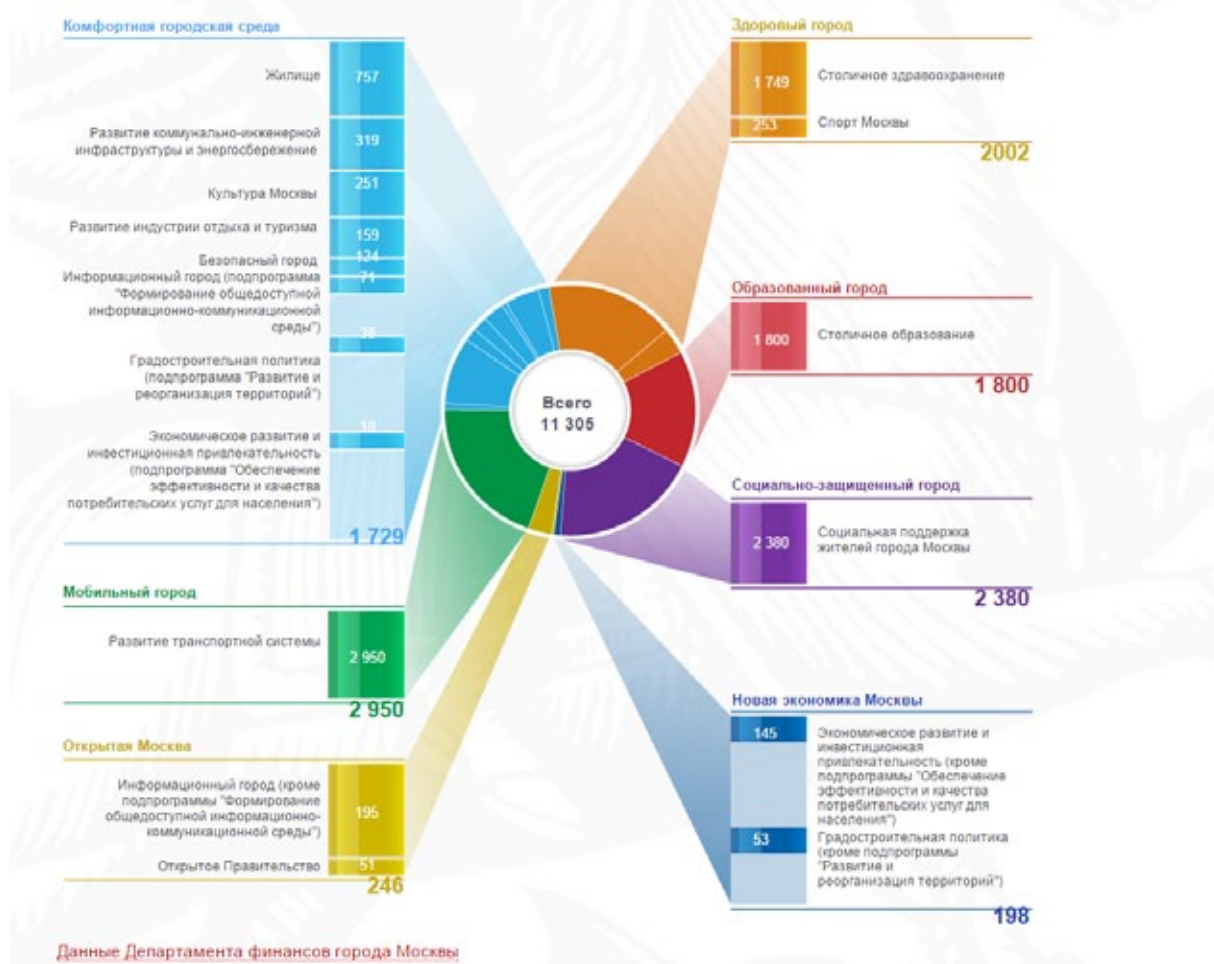 Комфортная городская среда
Жилище
757
Развитие коммунально-инженерной
инфраструктуры и энергосбережение
319
Культура Москвы
251
Развитие индустрии отдыха и туризма
159
Безопасный город
124
Информационный город (подпрограмма
"Формирование общедоступной
информационно-коммуникационной
среды")
71
38
Градостроительная политика
(подпрограмма "Развитие и
реорганизация территорий")
10
Экономическое развитие и
инвестиционная привлекательность
(подпрограмма "Обеспечение
эффективности и качества
потребительских услуг для населения")
1 729
Мобильный город
Развитие транспортной системы
2 950
2 950
Открытая Москва
Информационный город (кроме
подпрограммы "Формирование
общедоступной информационно-
коммуникационной среды")
195
Открытое Правительство
51
246
Всего
11 305
Здоровый город
1 749
Столичное здравоохранение
253
Спорт Москвы
2002
Образованный город
1 800
Столичное образование
1 800
Социально-защищенный город
2 380
Социальная поддержка
жителей города Москвы
2 380
Новая экономика Москвы
145
Экономическое развитие и
инвестиционная
привлекательность (кроме
подпрограммы "Обеспечение
эффективности и качества
потребительских услуг для
населения")
53
Градостроительная политика
(кроме подпрограммы
"Развитие и
реорганизация территорий")
198
Данные Департамента финансов города Москвы